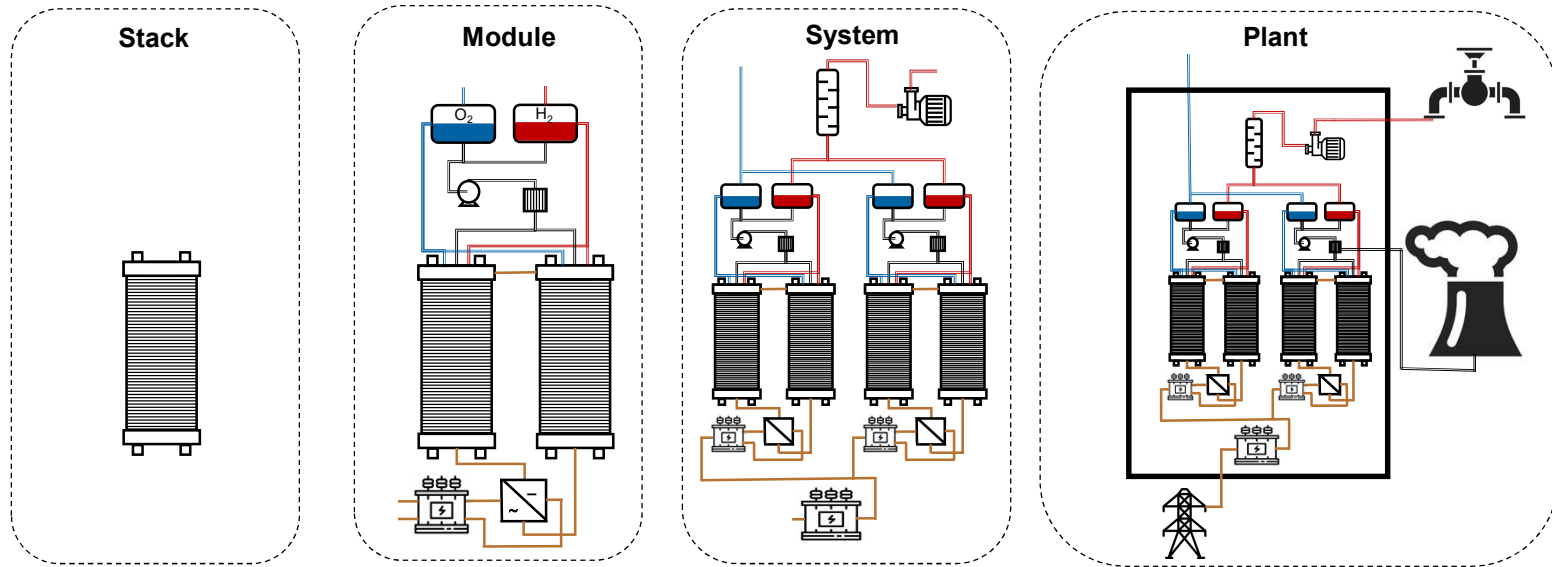 Stack
Module
System
Plant
O2
H2
–
~